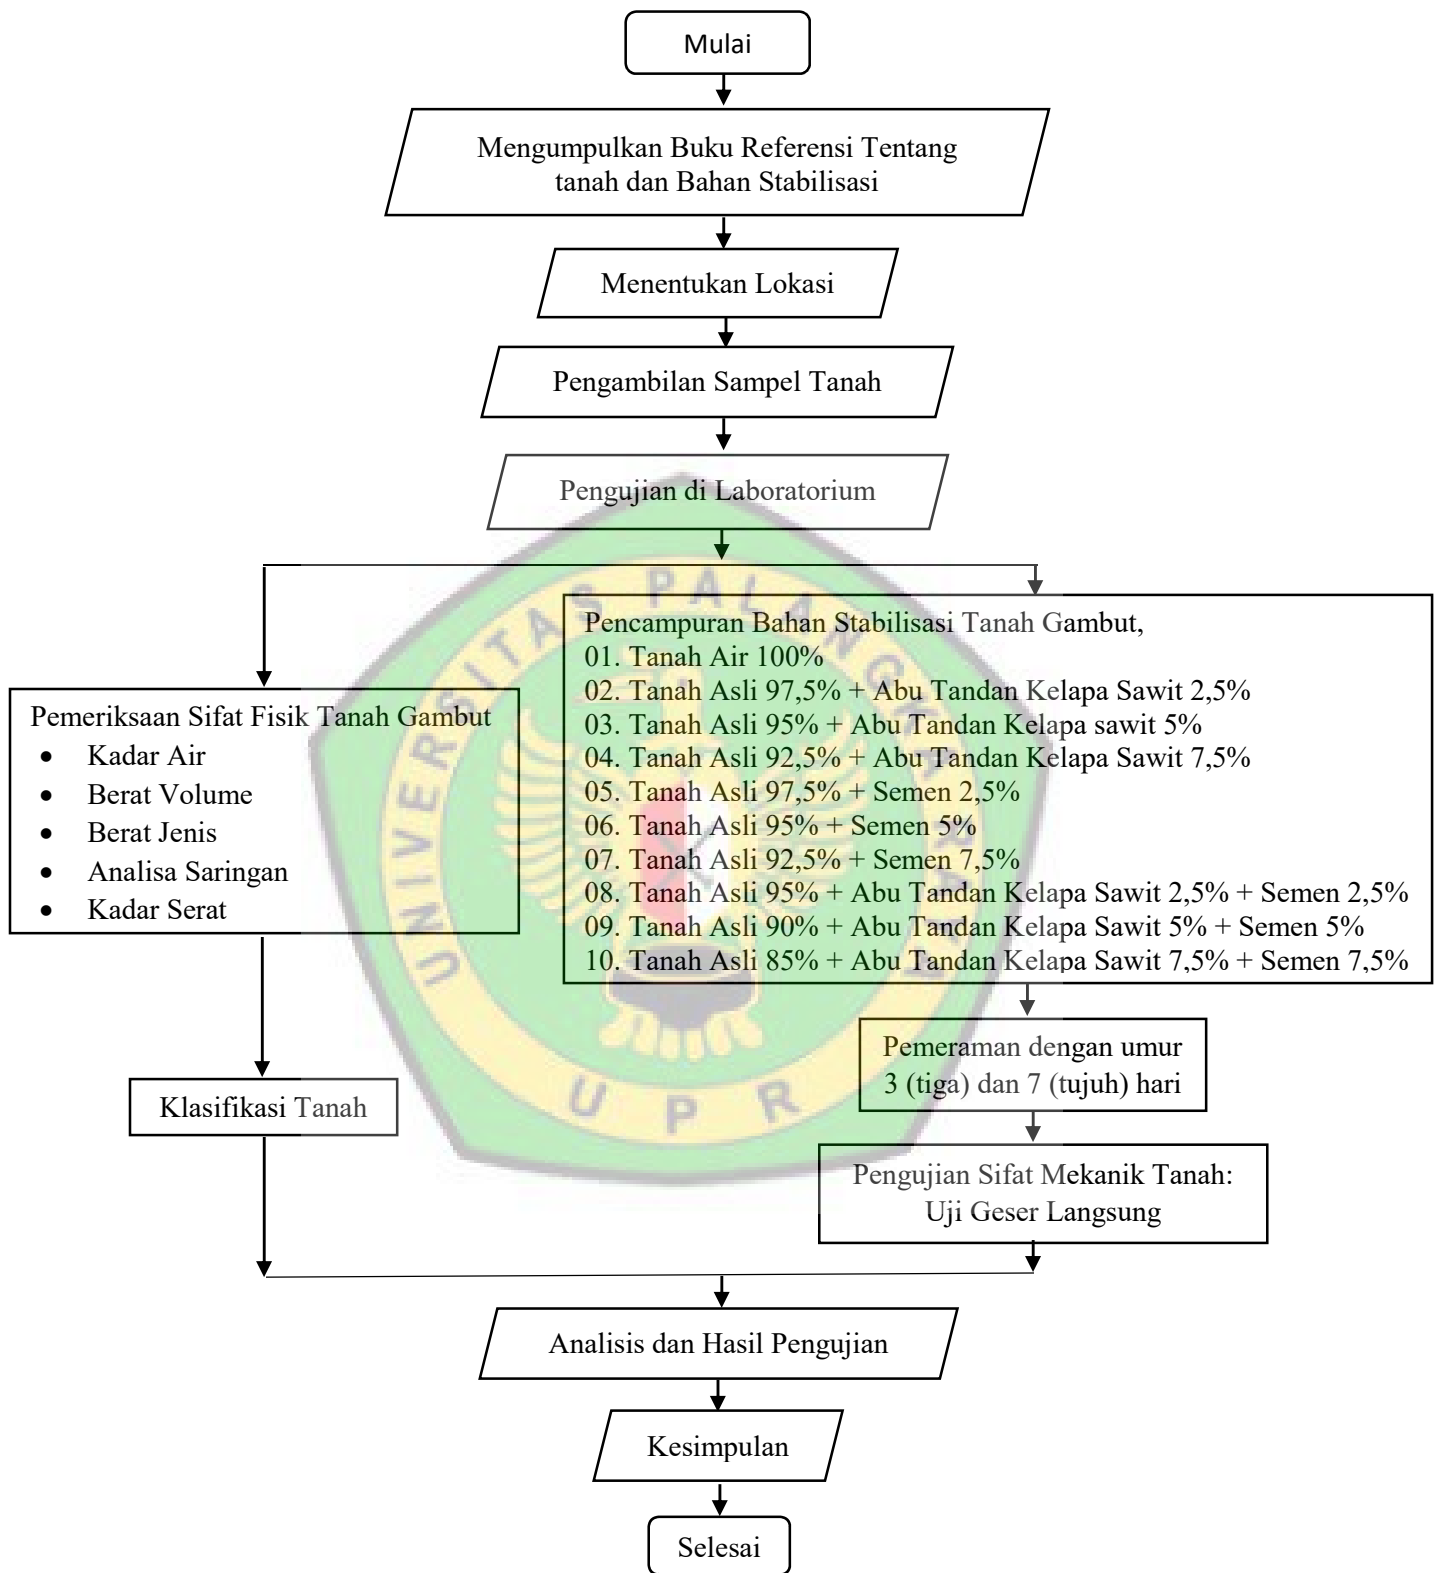 Mulai
Mengumpulkan Buku Referensi Tentang
tanah dan Bahan Stabilisasi
Menentukan Lokasi
Pengambilan Sampel Tanah
Pengujian di Laboratorium
UNIVERSITAS PALANGKA RAYA
UPR
Pemeriksaan Sifat Fisik Tanah Gambut
• Kadar Air
• Berat Volume
• Berat Jenis
• Analisa Saringan
• Kadar Serat
Klasifikasi Tanah
Pencampuran Bahan Stabilisasi Tanah Gambut,
01. Tanah Air 100%
02. Tanah Asli 97,5% + Abu Tandan Kelapa Sawit 2,5%
03. Tanah Asli 95% + Abu Tandan Kelapa sawit 5%
04. Tanah Asli 92,5% + Abu Tandan Kelapa Sawit 7,5%
05. Tanah Asli 97,5% + Semen 2,5%
06. Tanah Asli 95% + Semen 5%
07. Tanah Asli 92,5% + Semen 7,5%
08. Tanah Asli 95% + Abu Tandan Kelapa Sawit 2,5% + Semen 2,5%
09. Tanah Asli 90% + Abu Tandan Kelapa Sawit 5% + Semen 5%
10. Tanah Asli 85% + Abu Tandan Kelapa Sawit 7,5% + Semen 7,5%
Pemeraman dengan umur
3 (tiga) dan 7 (tujuh) hari
Pengujian Sifat Mekanik Tanah:
Uji Geser Langsung
Analisis dan Hasil Pengujian
Kesimpulan
Selesai